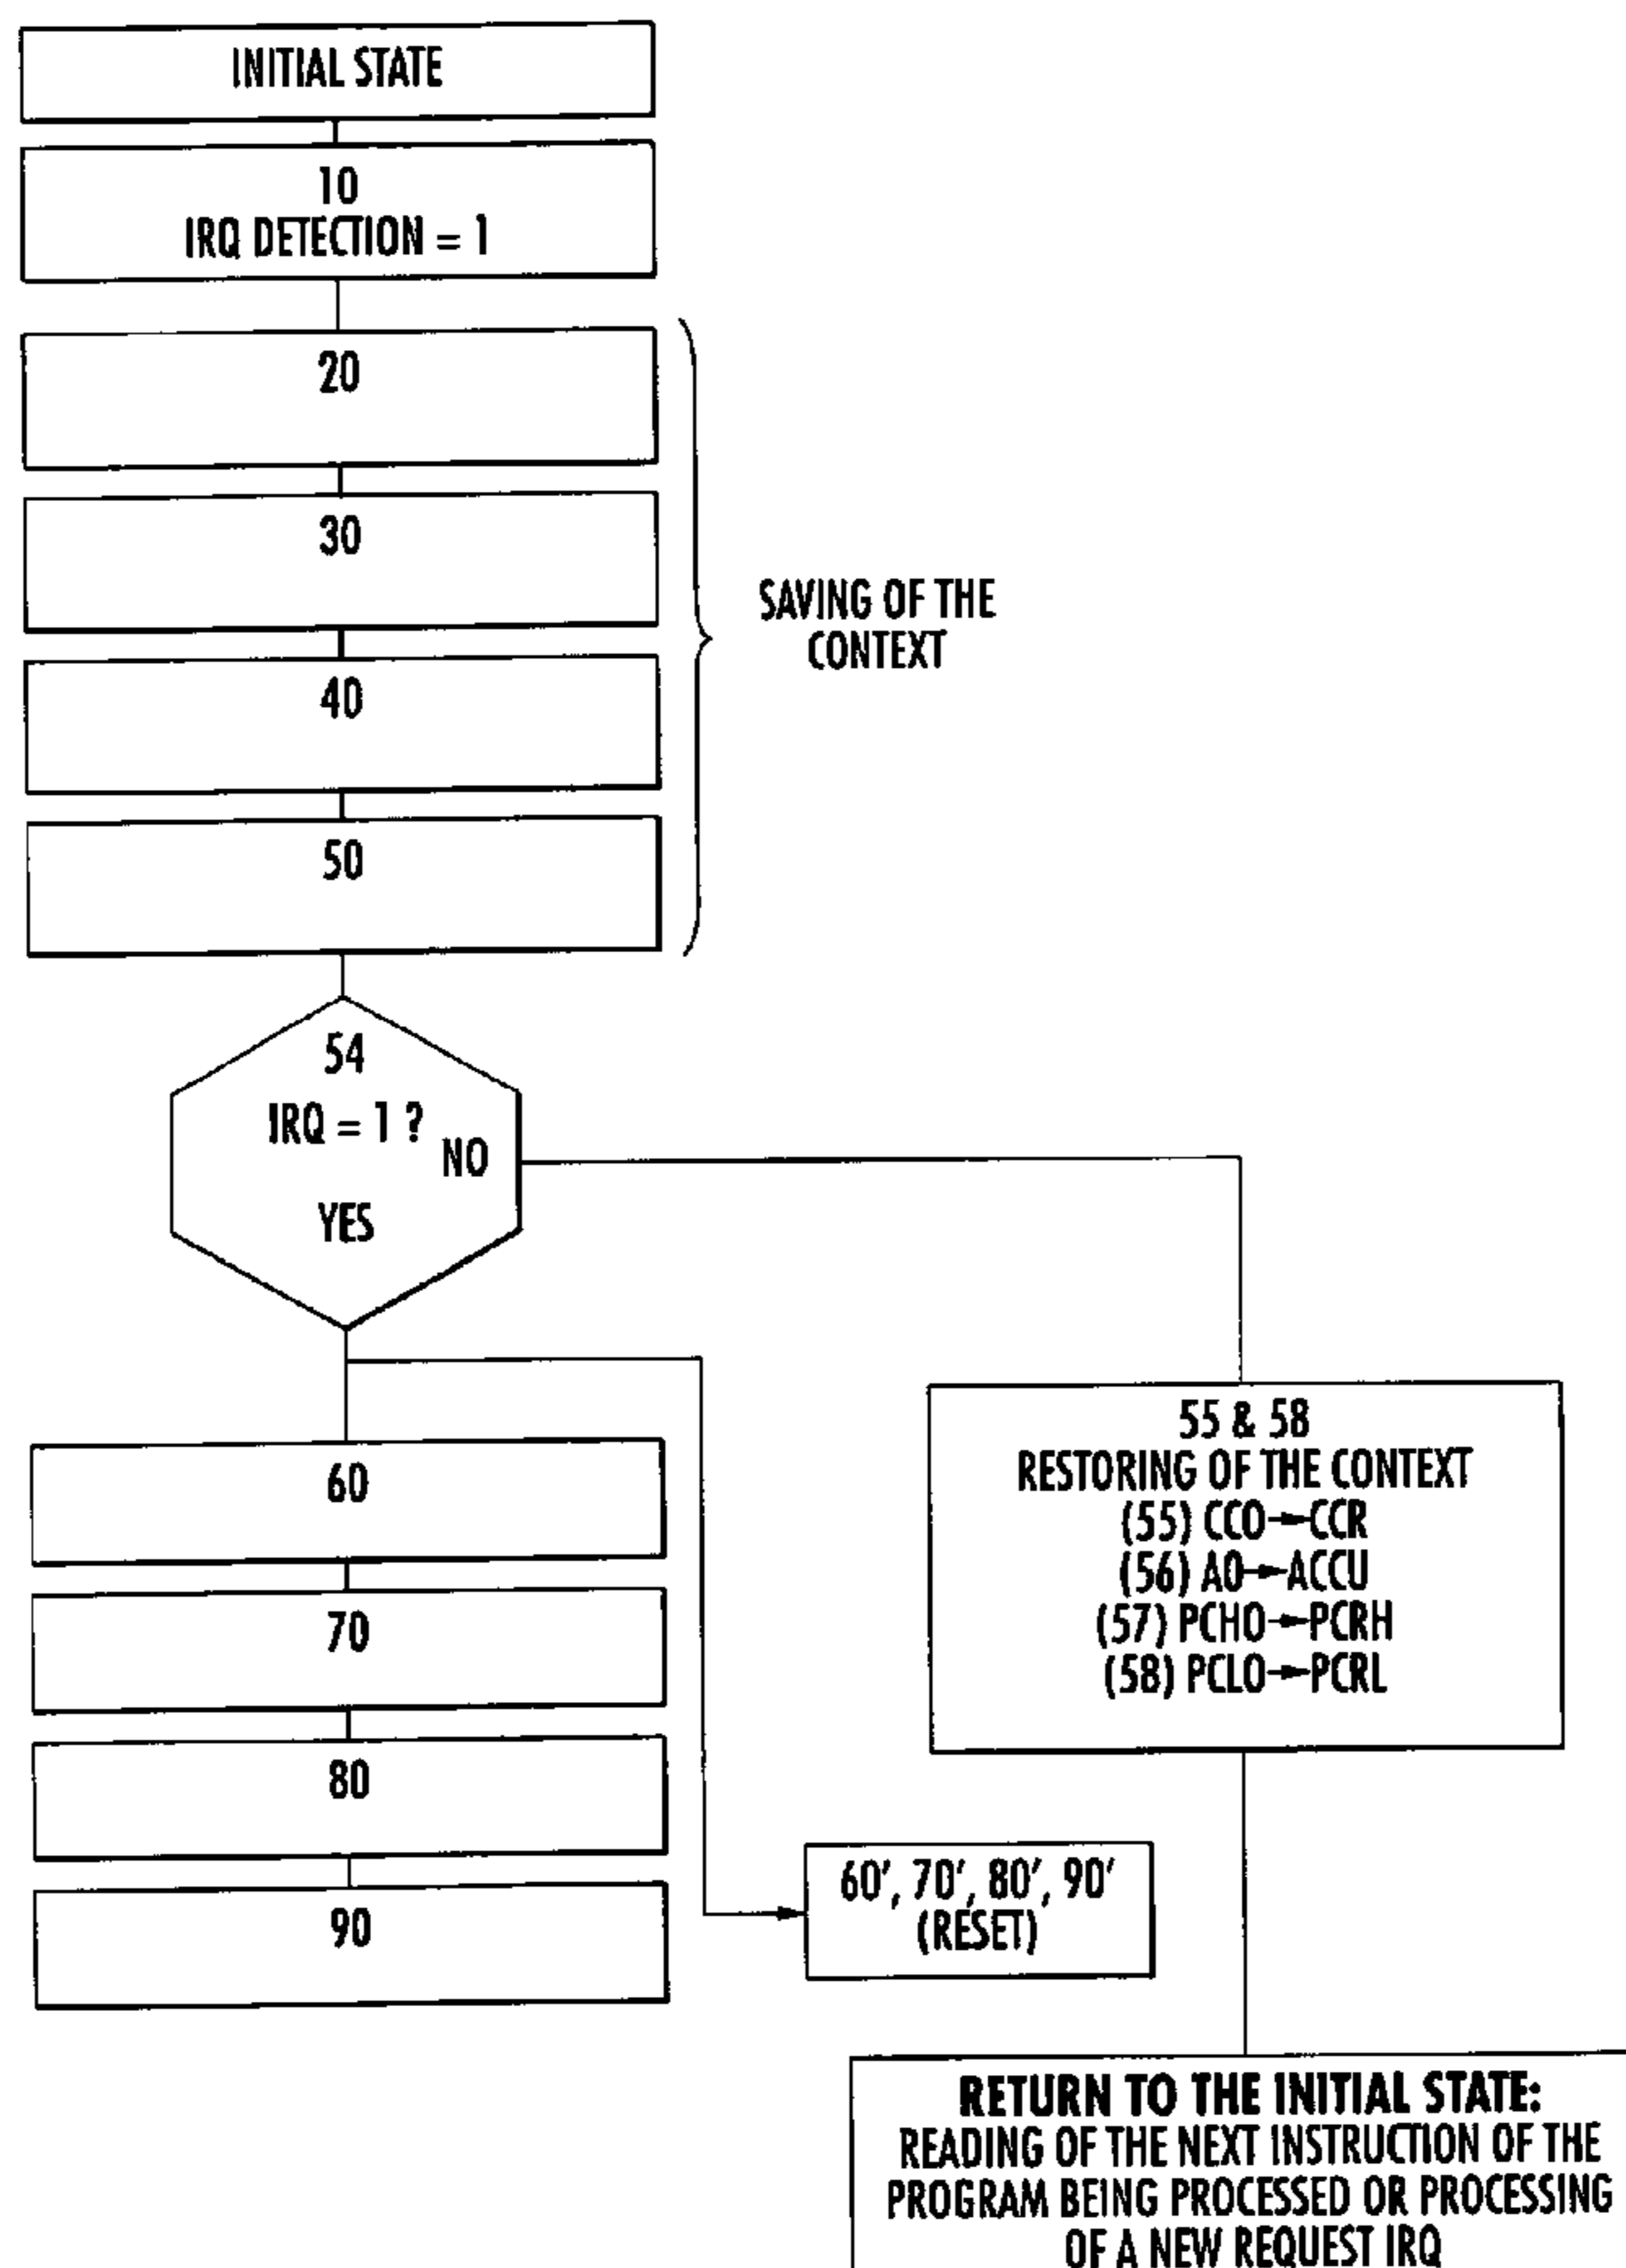 INITIAL STATE
10
IRQ DETECTION = 1
20
30
40
50
SAVING OF THE
CONTEXT
54
IRQ = 1 ?
NO
YES
60
70
80
90
55 & 58
RESTORING OF THE CONTEXT
(55) CC0→CCR
(56) A0→ACCU
(57) PCH0→PCRH
(58) PCL0→PCRL
60', 70', 80', 90'
(RESET)
RETURN TO THE INITIAL STATE:
READING OF THE NEXT INSTRUCTION OF THE
PROGRAM BEING PROCESSED OR PROCESSING
OF A NEW REQUEST IRQ